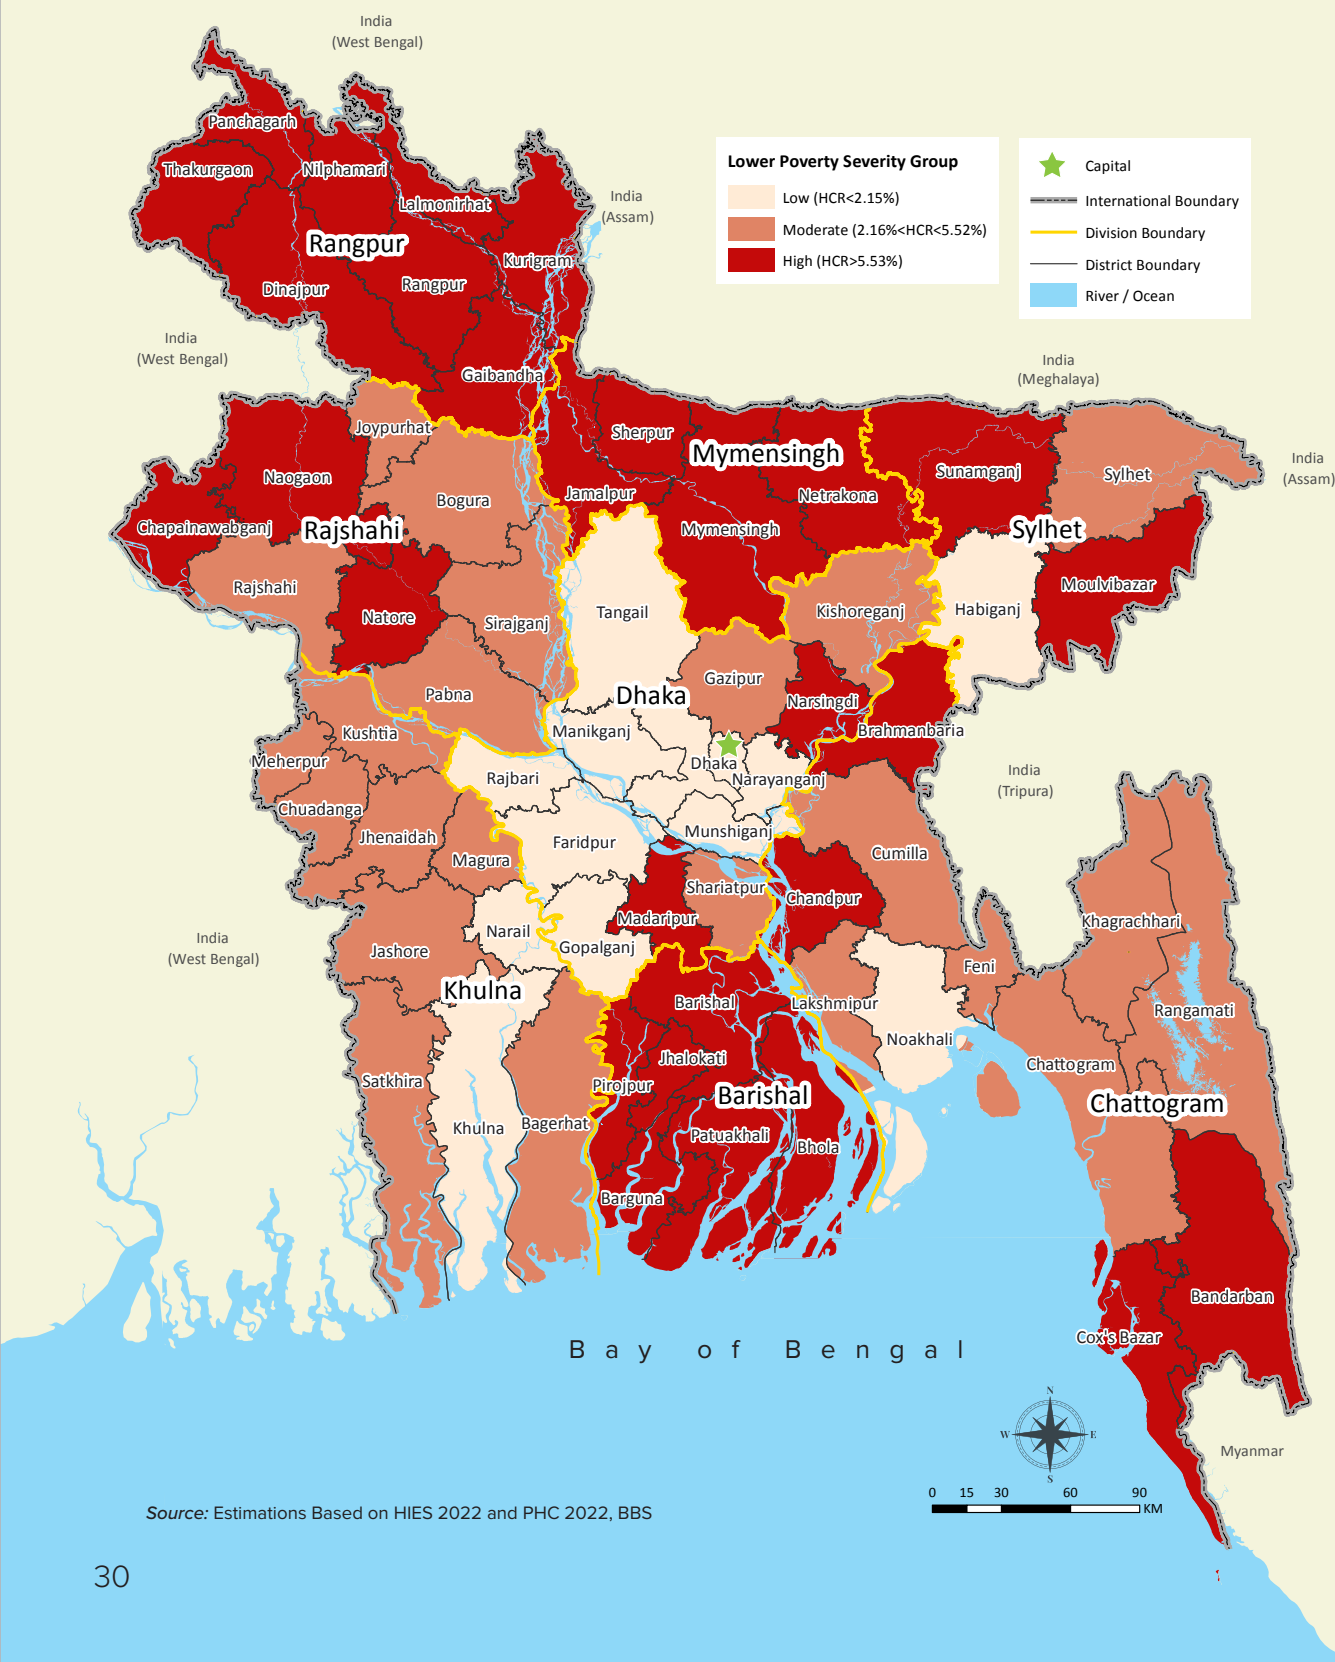 India
(West Bengal)
Panchagarh
Thakurgaon
Nilphamari
Lalmonirhat
Rangpur
Kurigram
Dinajpur
Rangpur
Gaibandha
India
(Assam)
Lower Poverty Severity Group
Low (HCR<2.15%)
Moderate (2.16%<HCR<5.52%)
High (HCR>5.53%)
Capital
International Boundary
Division Boundary
District Boundary
River / Ocean
India
(West Bengal)
India
(Meghalaya)
India
(Assam)
Joypurhat
Naogaon
Bogura
Chapainawabganj
Rajshahi
Rajshahi
Natore
Sirajganj
Pabna
Sherpur
Mymensingh
Jamalpur
Netrakona
Mymensingh
Sunamganj
Sylhet
Sylhet
Moulvibazar
Habiganj
Kishoreganj
Tangail
Gazipur
Dhaka
Narsingdi
Manikganj
Dhaka
Narayanganj
Brahmanbaria
Rajbari
Munshiganj
Faridpur
Shariatpur
Madaripur
Gopalganj
Kushtia
Meherpur
Chuadanga
Jhenaidah
Magura
Narail
Jashore
Khulna
Satkhira
Khulna
Bagerhat
India
(West Bengal)
India
(Tripura)
Cumilla
Chandpur
Lakshmipur
Noakhali
Feni
Khagrachhari
Rangamati
Chattogram
Chattogram
Bandarban
Cox's Bazar
Barishal
Jhalokati
Pirojpur
Barishal
Patuakhali
Bhola
Barguna
Bay of Bengal
Myanmar
N
W
E
S
0 15 30 60 90
KM
Source: Estimations Based on HIES 2022 and PHC 2022, BBS
30